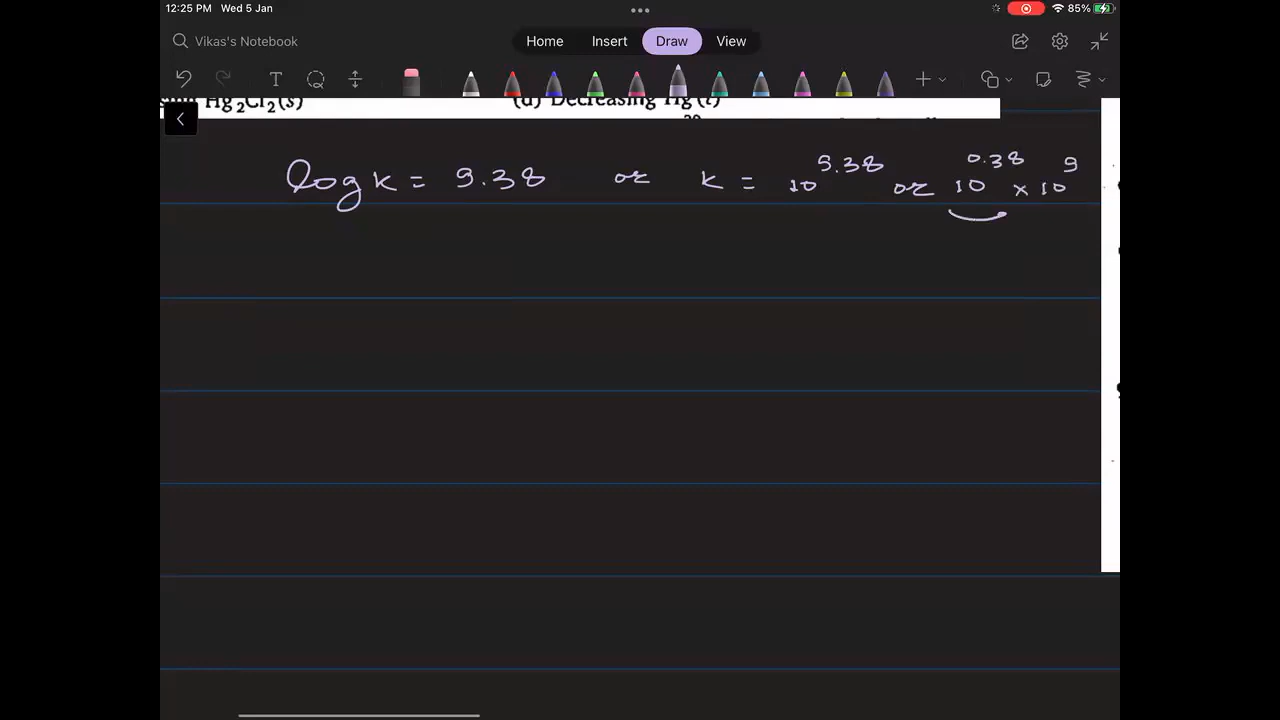 12:25 PM Wed 5 Jan
85%
Vikas's Notebook
Home Insert Draw View
Hg₂Cl₂(s) (d) Decreasing Hg(l)
log K = 9.38 or K = 10^9.38 or 10^0.38 × 10^9